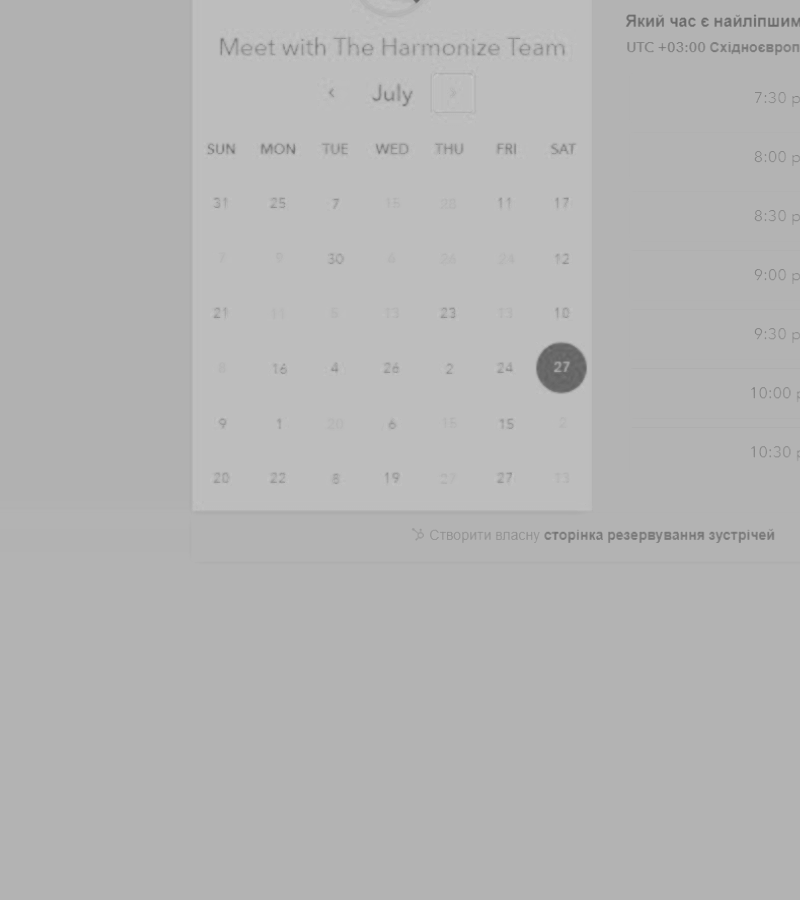 Meet with The Harmonize Team
July
SUN MON TUE WED THU FRI SAT
31 25 7 15 20 11 17
7 9 30 4 26 24 12
21 11 6 13 23 13 10
8 16 4 26 2 24 27
9 1 20 6 15 15 2
20 22 8 19 27 27 13
Який час є найліпшим
UTC +03:00 Східноєвроп
7:30 p
8:00 p
8:30 p
9:00 p
9:30 p
10:00 p
10:30 p
Створити власну сторінка резервування зустрічей